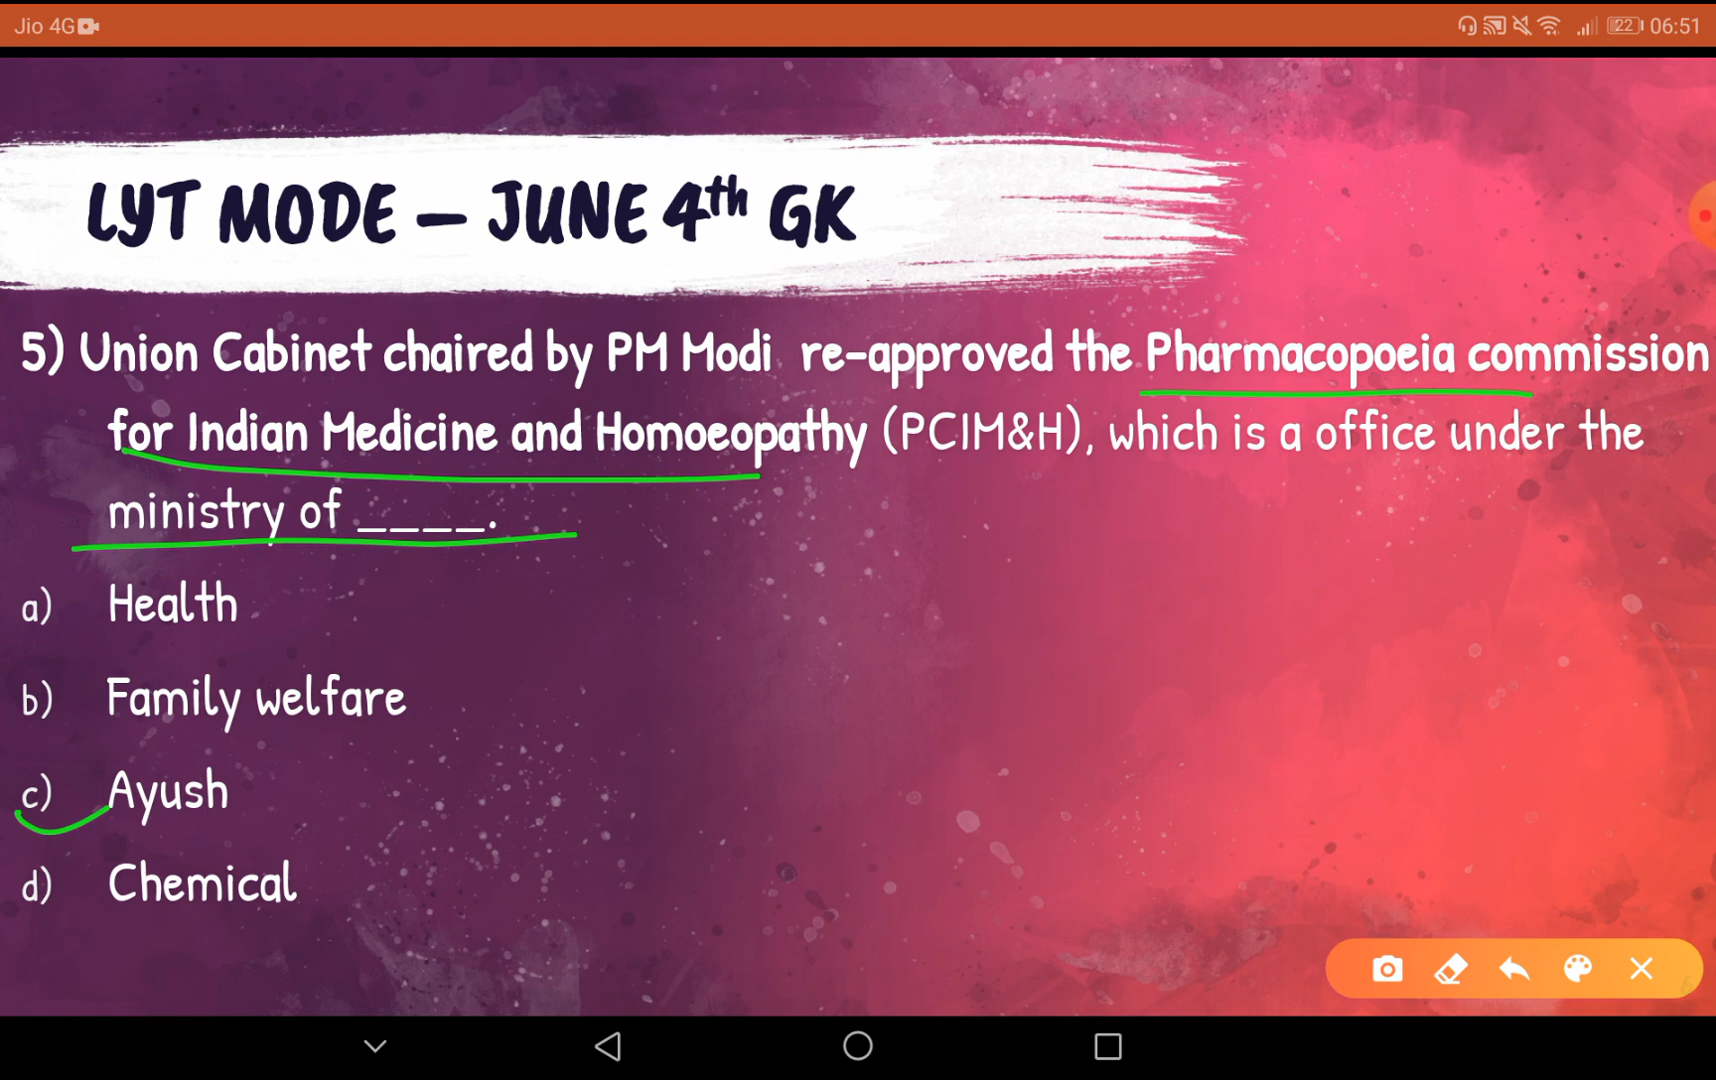 Jio 4G
22 06:51
LYT MODE – JUNE 4th GK
5) Union Cabinet chaired by PM Modi re-approved the Pharmacopoeia commission
for Indian Medicine and Homoeopathy (PCIM&H), which is a office under the
ministry of ____.
a) Health
b) Family welfare
c) Ayush
d) Chemical